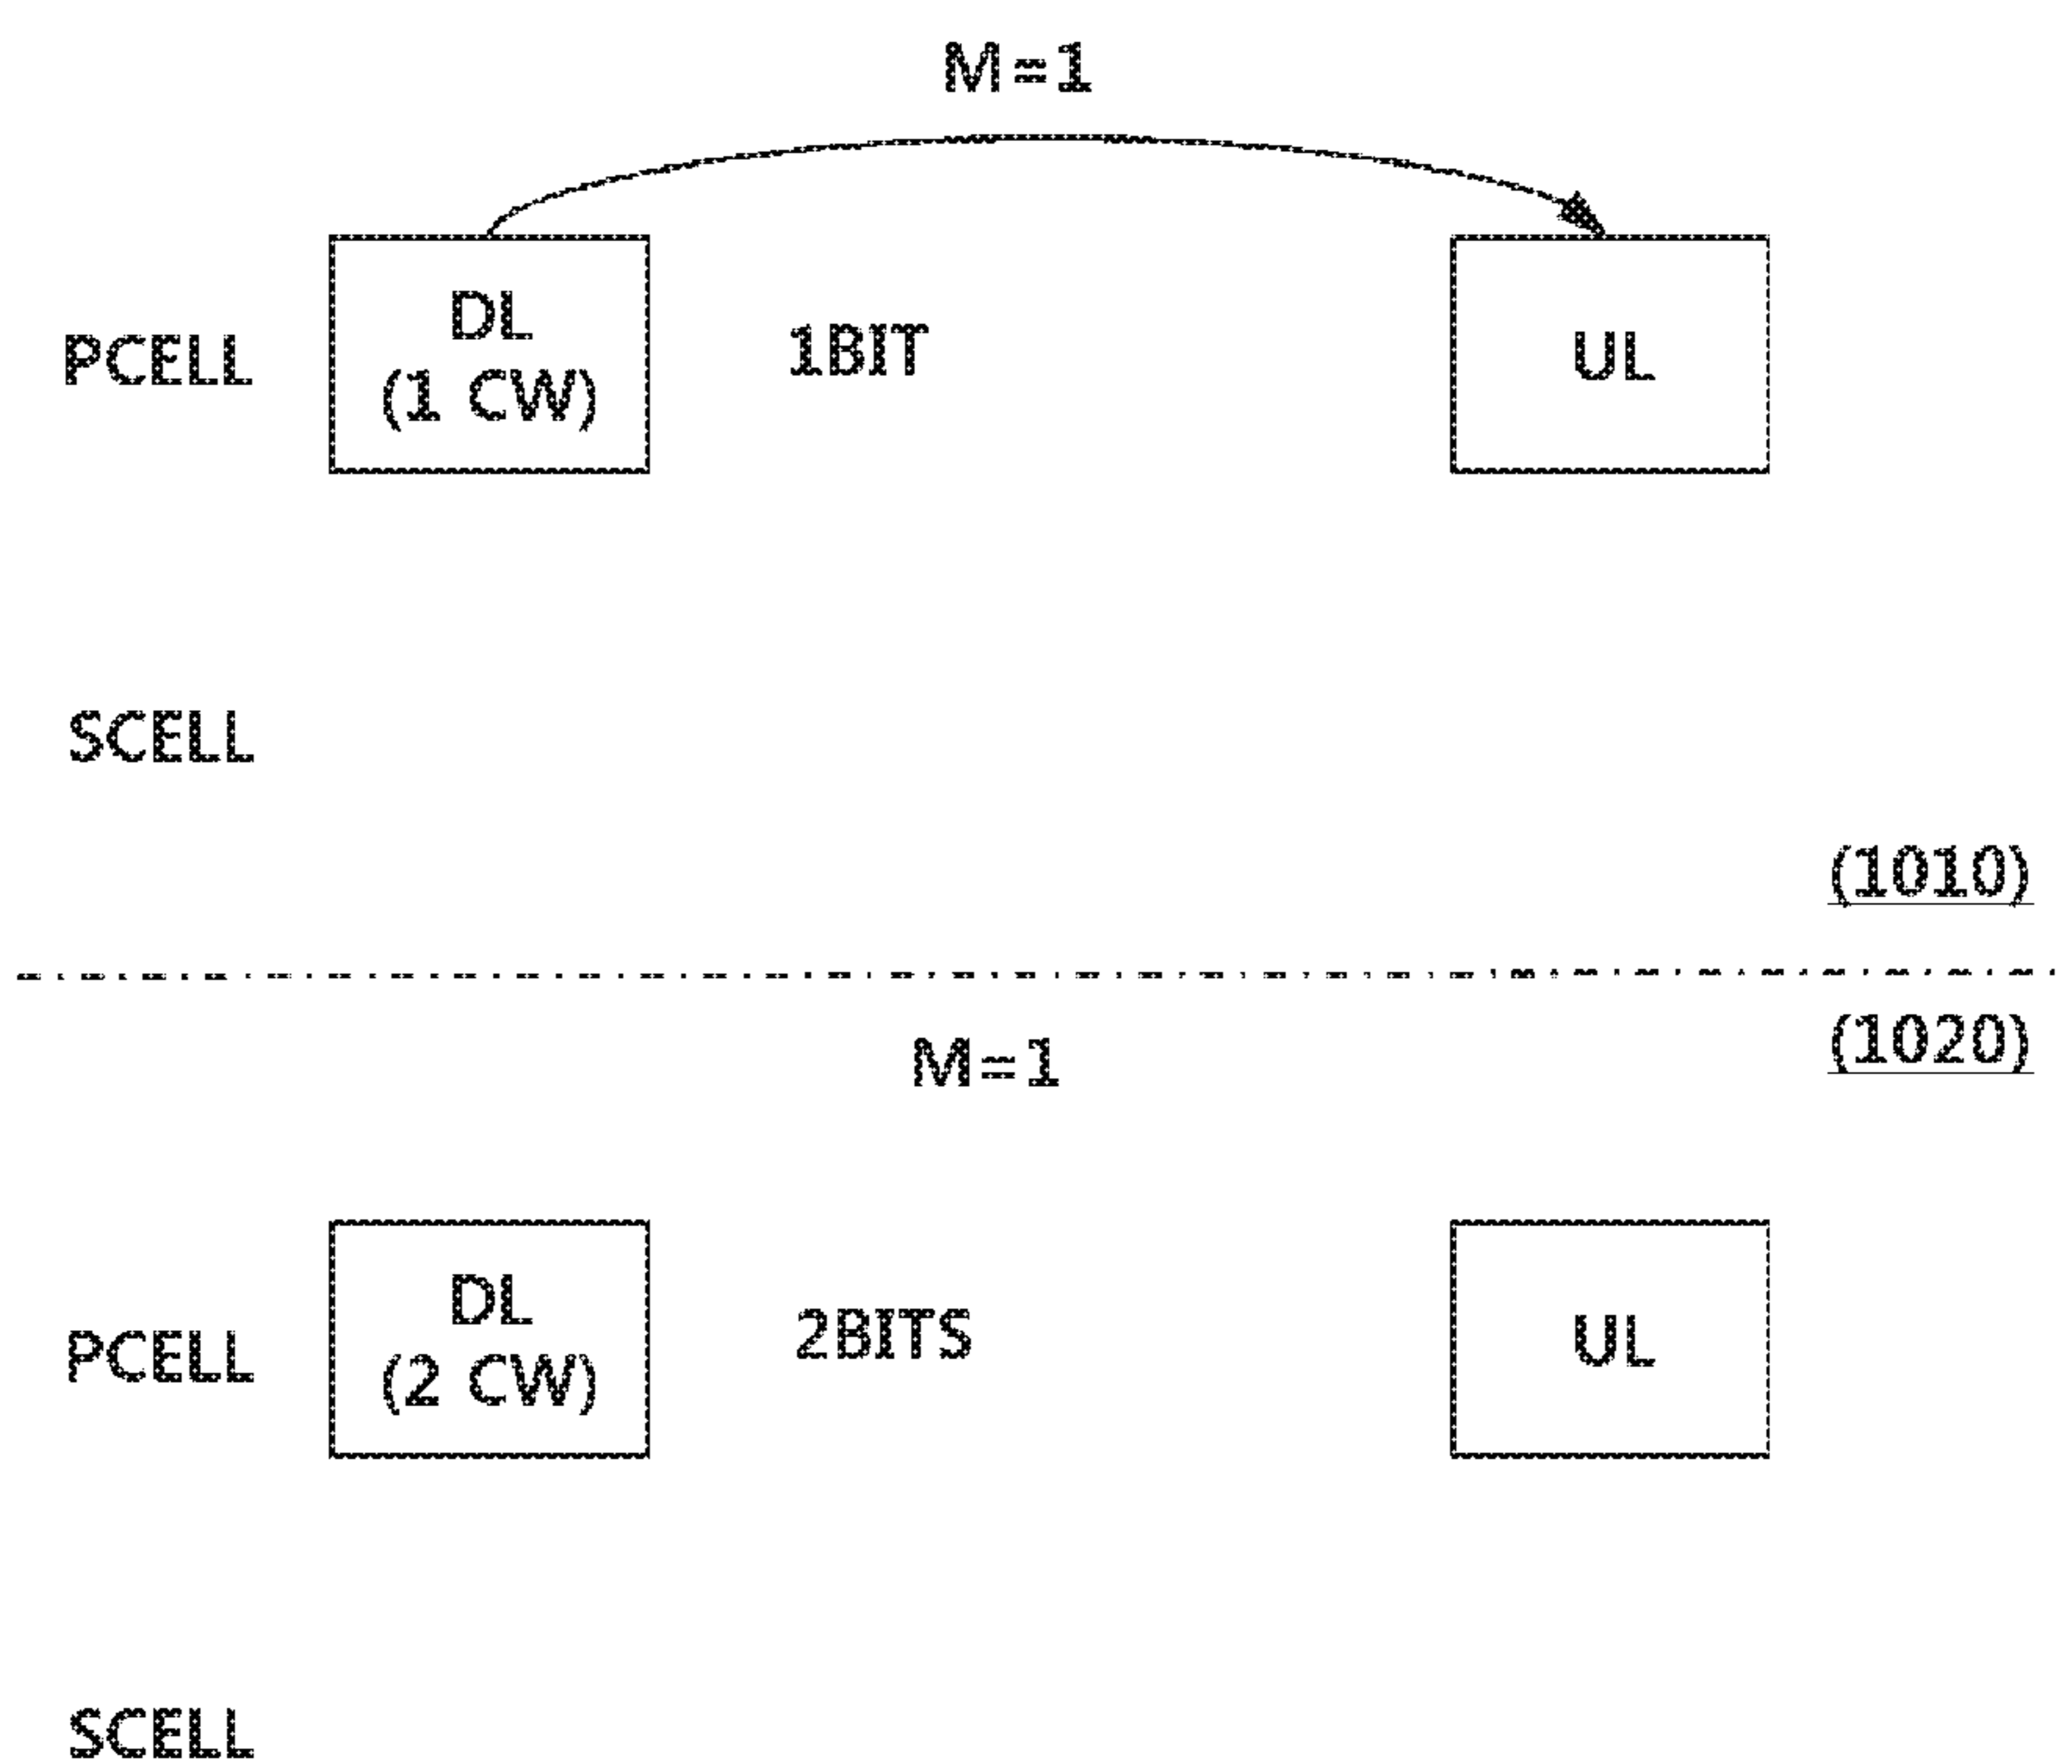 M=1
DL
(1 CW)
PCELL
1BIT
UL
SCELL
(1010)
(1020)
M=1
DL
(2 CW)
PCELL
2BITS
UL
SCELL